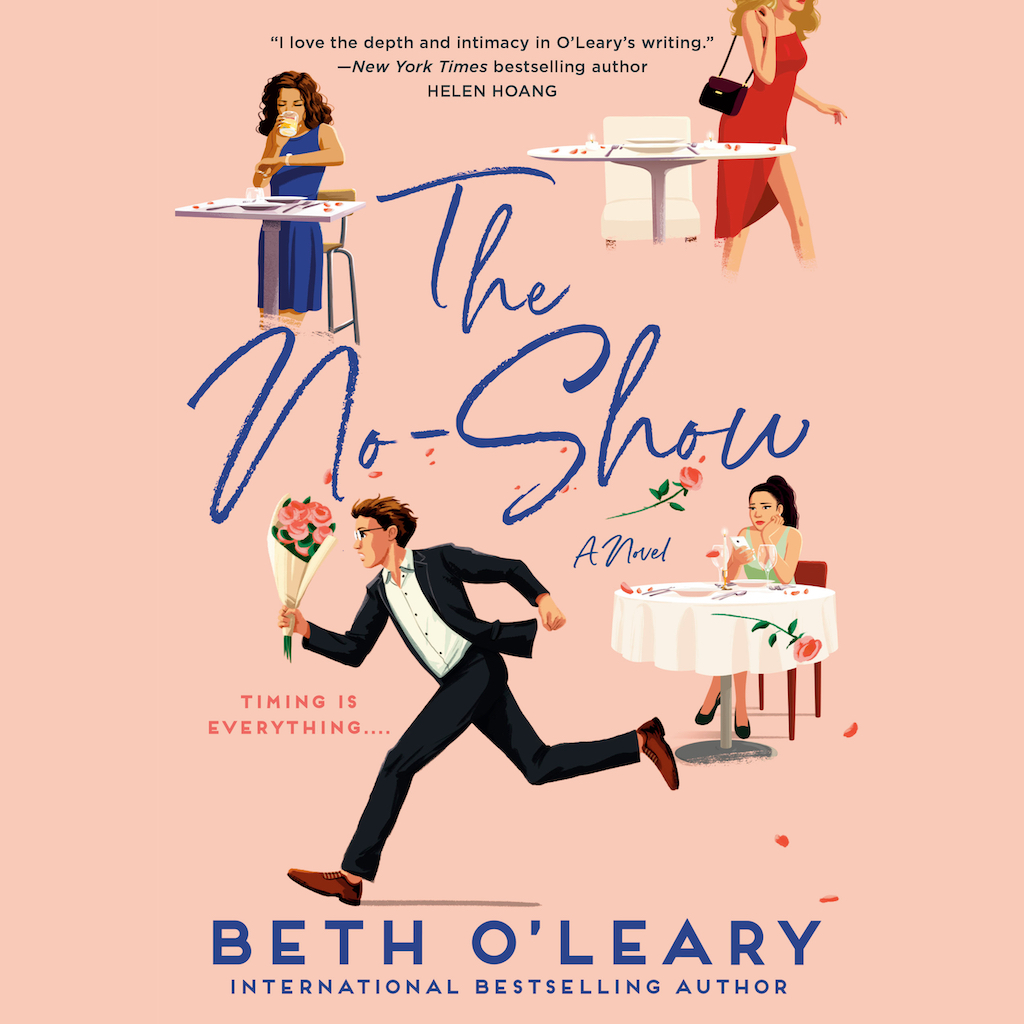 “I love the depth and intimacy in O’Leary’s writing.”
—New York Times bestselling author
HELEN HOANG
The
No-Show
A Novel
TIMING IS
EVERYTHING....
BETH O’LEARY
INTERNATIONAL BESTSELLING AUTHOR